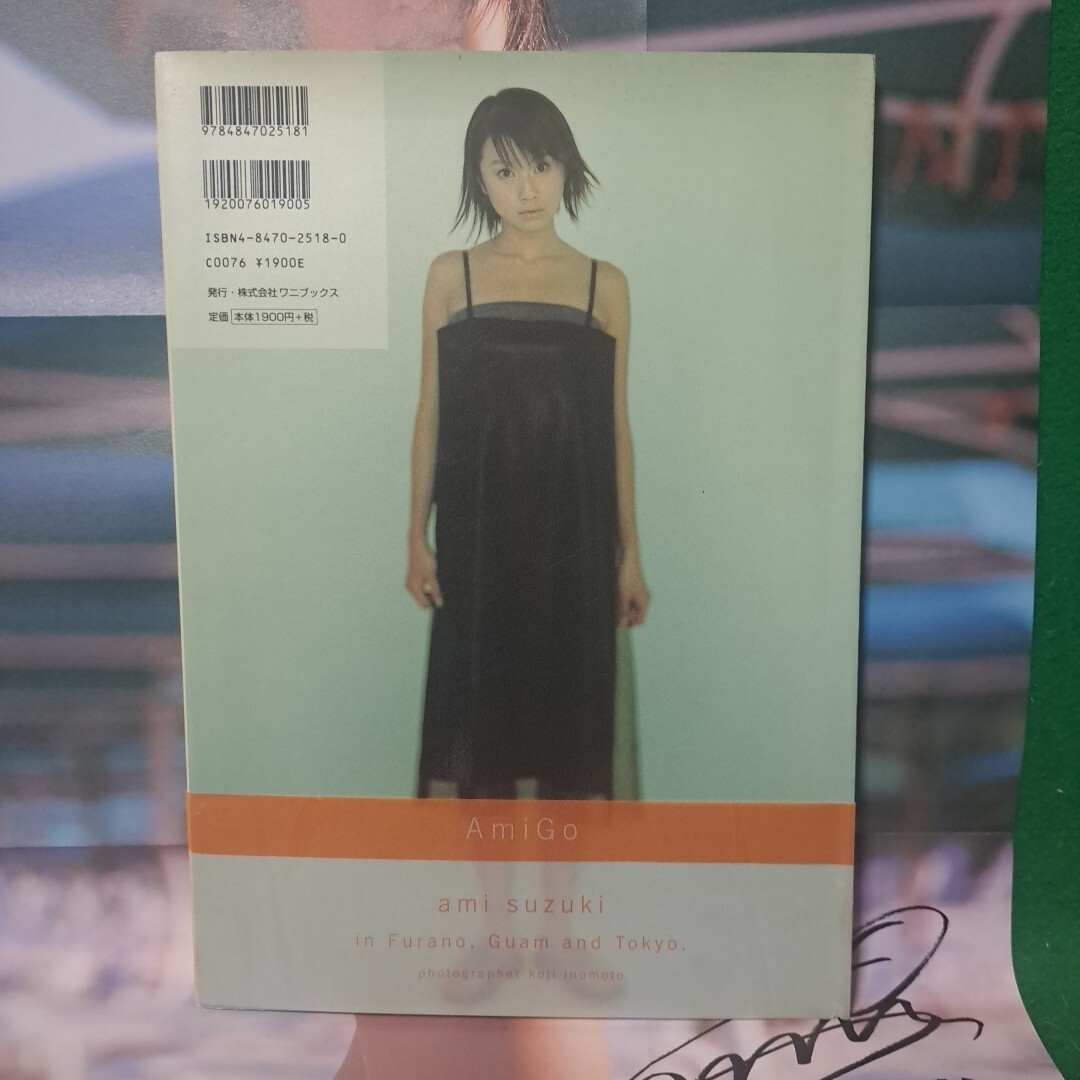 9784847025181
1920076019005
ISBN4-8470-2518-0
C0076 ¥1900E
発行・株式会社ワニブックス
定価 本体1900円+税
AmiGo
ami suzuki
in Furano, Guam and Tokyo.
photographer koji inomoto